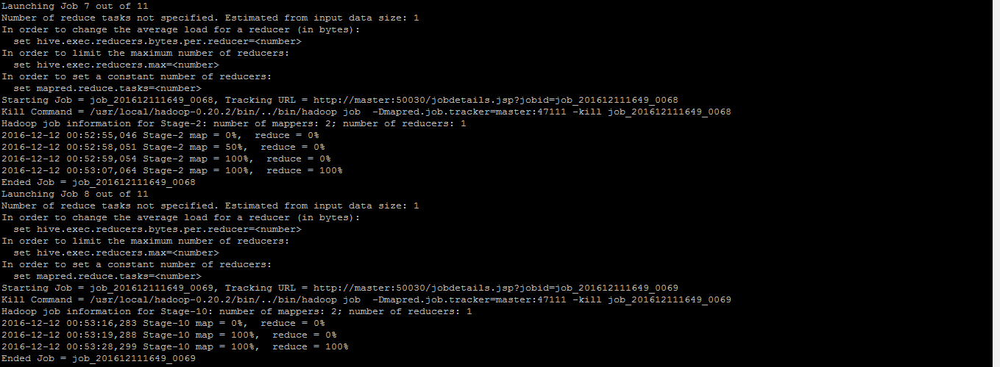 Launching Job 7 out of 11
Number of reduce tasks not specified. Estimated from input data size: 1
In order to change the average load for a reducer (in bytes):
  set hive.exec.reducers.bytes.per.reducer=<number>
In order to limit the maximum number of reducers:
  set hive.exec.reducers.max=<number>
In order to set a constant number of reducers:
  set mapred.reduce.tasks=<number>
Starting Job = job_201612111649_0068, Tracking URL = http://master:50030/jobdetails.jsp?jobid=job_201612111649_0068
Kill Command = /usr/local/hadoop-0.20.2/bin/../bin/hadoop job  -Dmapred.job.tracker=master:47111 -kill job_201612111649_0068
Hadoop job information for Stage-2: number of mappers: 2; number of reducers: 1
2016-12-12 00:52:55,046 Stage-2 map = 0%,  reduce = 0%
2016-12-12 00:52:58,051 Stage-2 map = 50%,  reduce = 0%
2016-12-12 00:52:59,054 Stage-2 map = 100%,  reduce = 0%
2016-12-12 00:53:07,064 Stage-2 map = 100%,  reduce = 100%
Ended Job = job_201612111649_0068
Launching Job 8 out of 11
Number of reduce tasks not specified. Estimated from input data size: 1
In order to change the average load for a reducer (in bytes):
  set hive.exec.reducers.bytes.per.reducer=<number>
In order to limit the maximum number of reducers:
  set hive.exec.reducers.max=<number>
In order to set a constant number of reducers:
  set mapred.reduce.tasks=<number>
Starting Job = job_201612111649_0069, Tracking URL = http://master:50030/jobdetails.jsp?jobid=job_201612111649_0069
Kill Command = /usr/local/hadoop-0.20.2/bin/../bin/hadoop job  -Dmapred.job.tracker=master:47111 -kill job_201612111649_0069
Hadoop job information for Stage-10: number of mappers: 2; number of reducers: 1
2016-12-12 00:53:16,283 Stage-10 map = 0%,  reduce = 0%
2016-12-12 00:53:19,288 Stage-10 map = 100%,  reduce = 0%
2016-12-12 00:53:28,299 Stage-10 map = 100%,  reduce = 100%
Ended Job = job_201612111649_0069